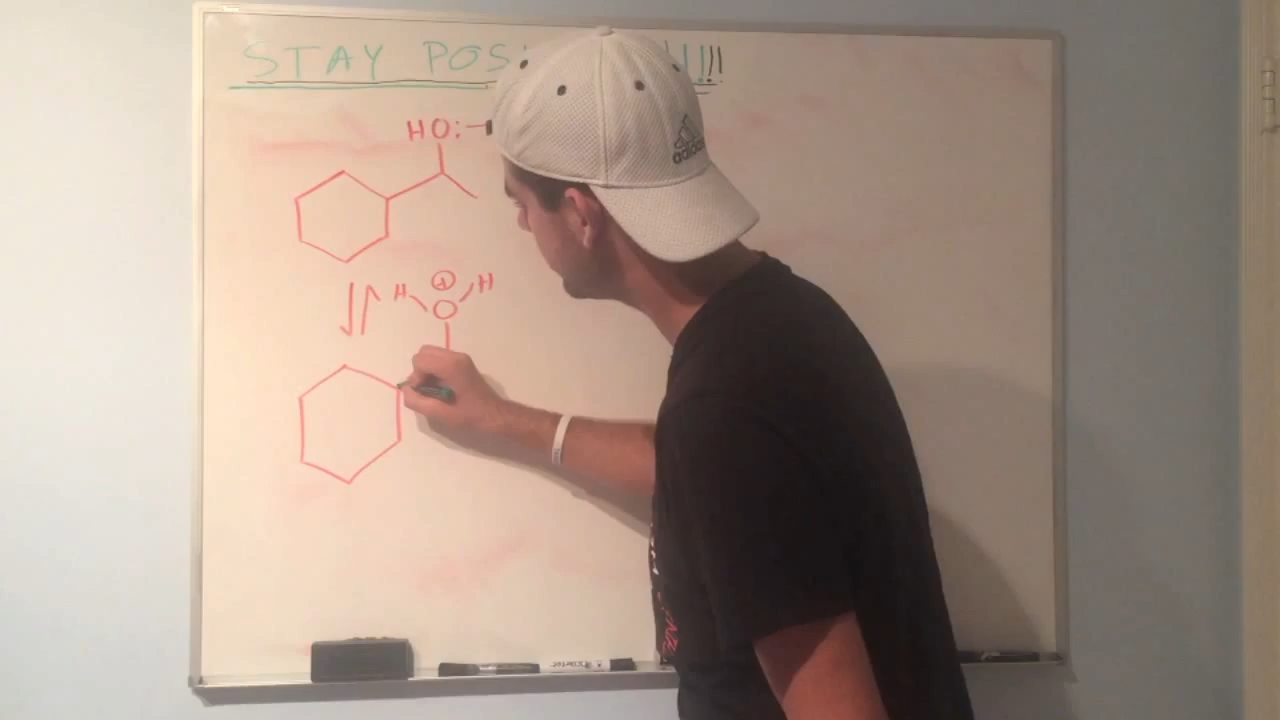 STAY POS
!!!
HO:
adidas
H H
⊕
O